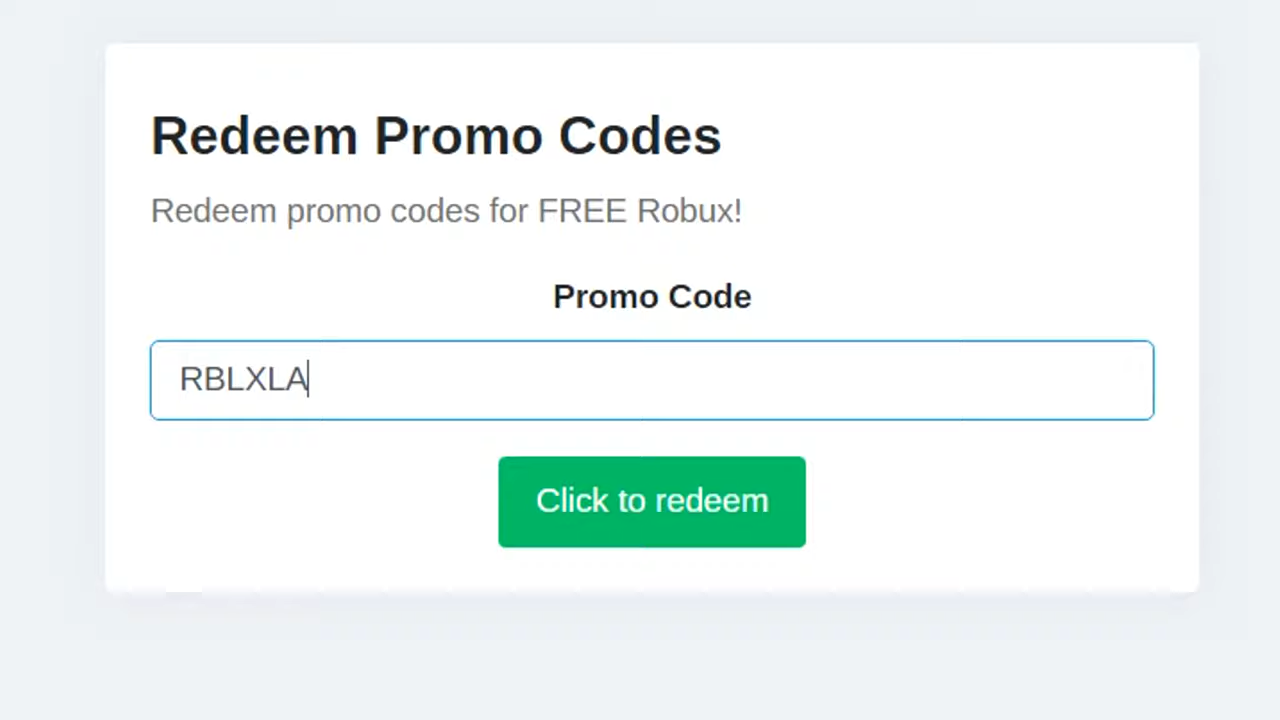 Redeem Promo Codes
Redeem promo codes for FREE Robux!
Promo Code
RBLXLA
Click to redeem